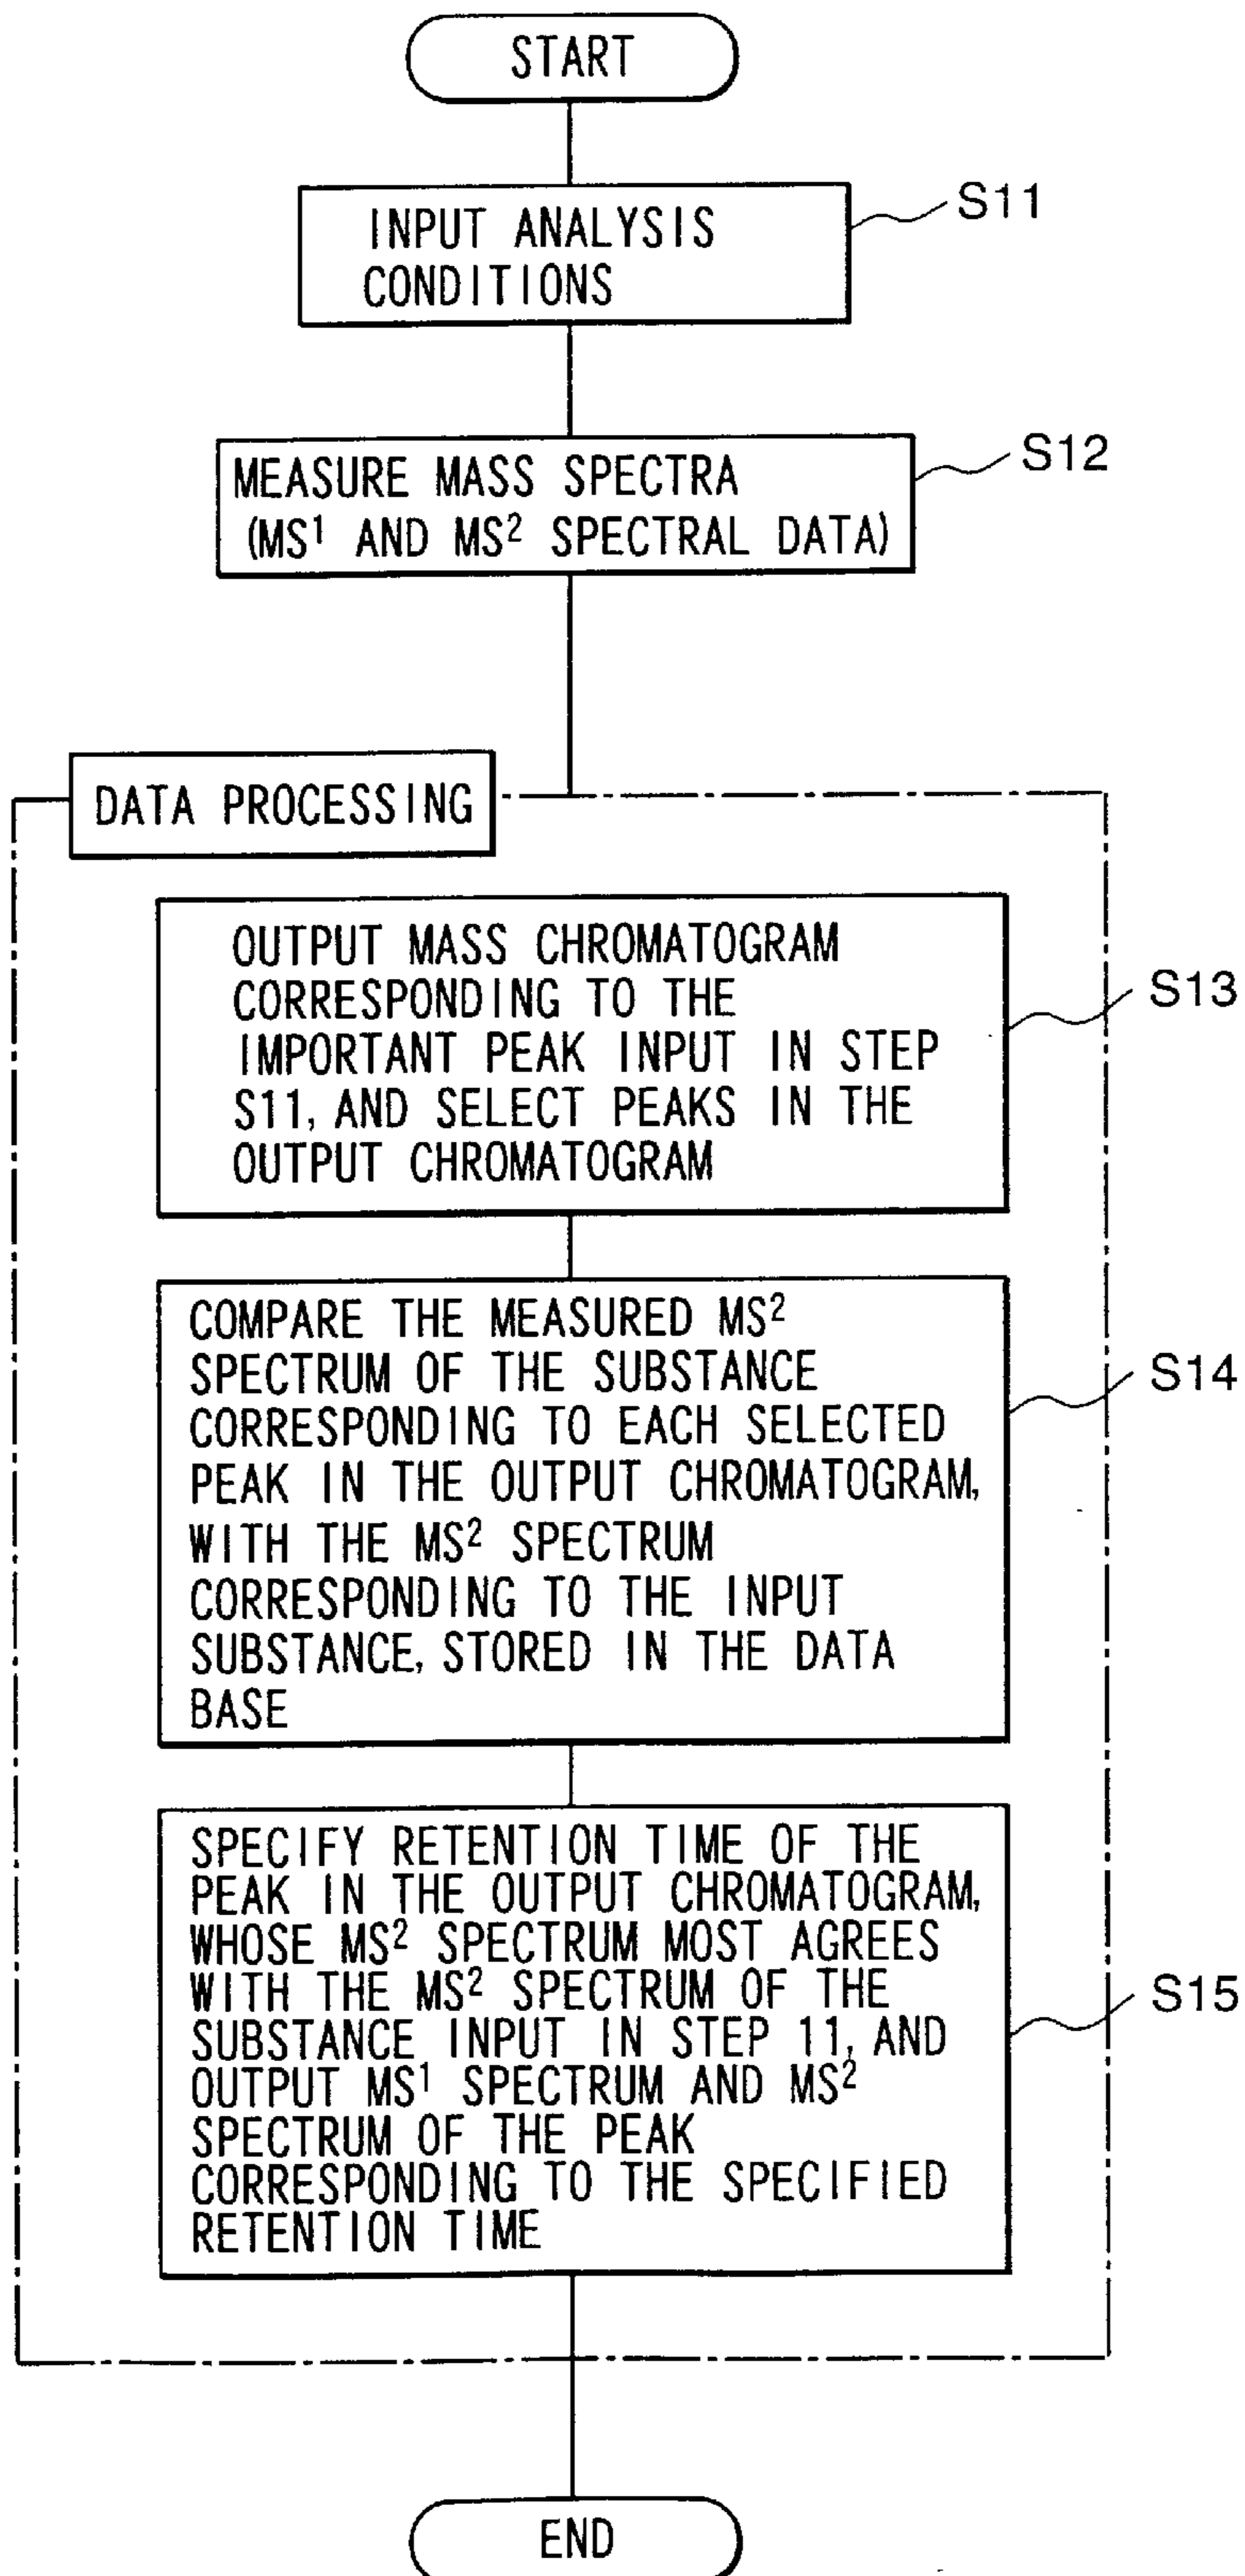 START
INPUT ANALYSIS
CONDITIONS
S11
MEASURE MASS SPECTRA
(MS¹ AND MS² SPECTRAL DATA)
S12
DATA PROCESSING
OUTPUT MASS CHROMATOGRAM
CORRESPONDING TO THE
IMPORTANT PEAK INPUT IN STEP
S11, AND SELECT PEAKS IN THE
OUTPUT CHROMATOGRAM
S13
COMPARE THE MEASURED MS²
SPECTRUM OF THE SUBSTANCE
CORRESPONDING TO EACH SELECTED
PEAK IN THE OUTPUT CHROMATOGRAM,
WITH THE MS² SPECTRUM
CORRESPONDING TO THE INPUT
SUBSTANCE, STORED IN THE DATA
BASE
S14
SPECIFY RETENTION TIME OF THE
PEAK IN THE OUTPUT CHROMATOGRAM,
WHOSE MS² SPECTRUM MOST AGREES
WITH THE MS² SPECTRUM OF THE
SUBSTANCE INPUT IN STEP 11, AND
OUTPUT MS¹ SPECTRUM AND MS²
SPECTRUM OF THE PEAK
CORRESPONDING TO THE SPECIFIED
RETENTION TIME
S15
END